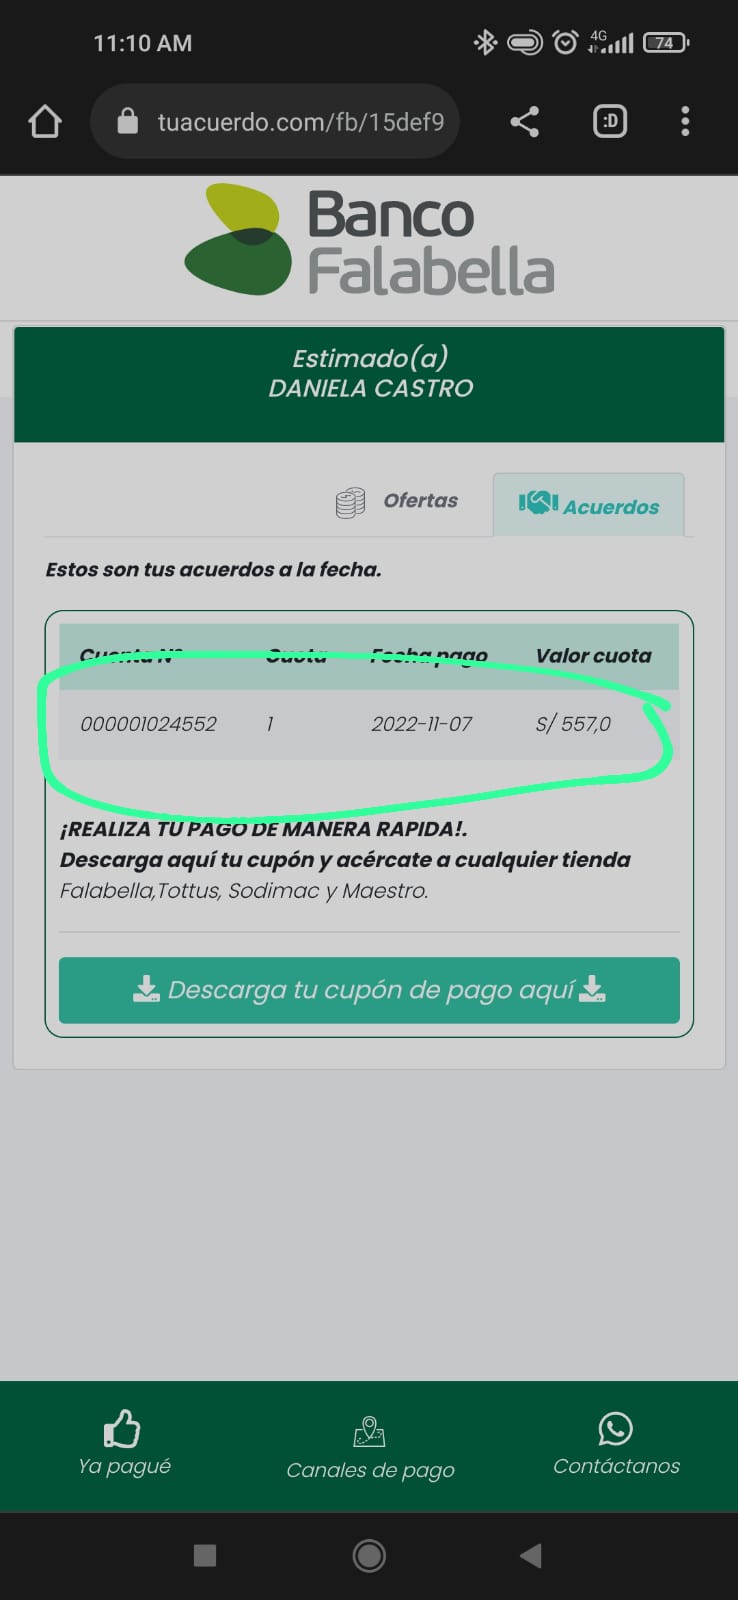 11:10 AM
4G
74
tuacuerdo.com/fb/15def9
:D
Banco
Falabella
Estimado(a)
DANIELA CASTRO
Ofertas
Acuerdos
Estos son tus acuerdos a la fecha.
Cuenta N° Cuota Fecha pago Valor cuota
000001024552 1 2022-11-07 S/ 557,0
¡REALIZA TU PAGO DE MANERA RAPIDA!.
Descarga aquí tu cupón y acércate a cualquier tienda
Falabella,Tottus, Sodimac y Maestro.
Descarga tu cupón de pago aquí
Ya pagué
Canales de pago
Contáctanos